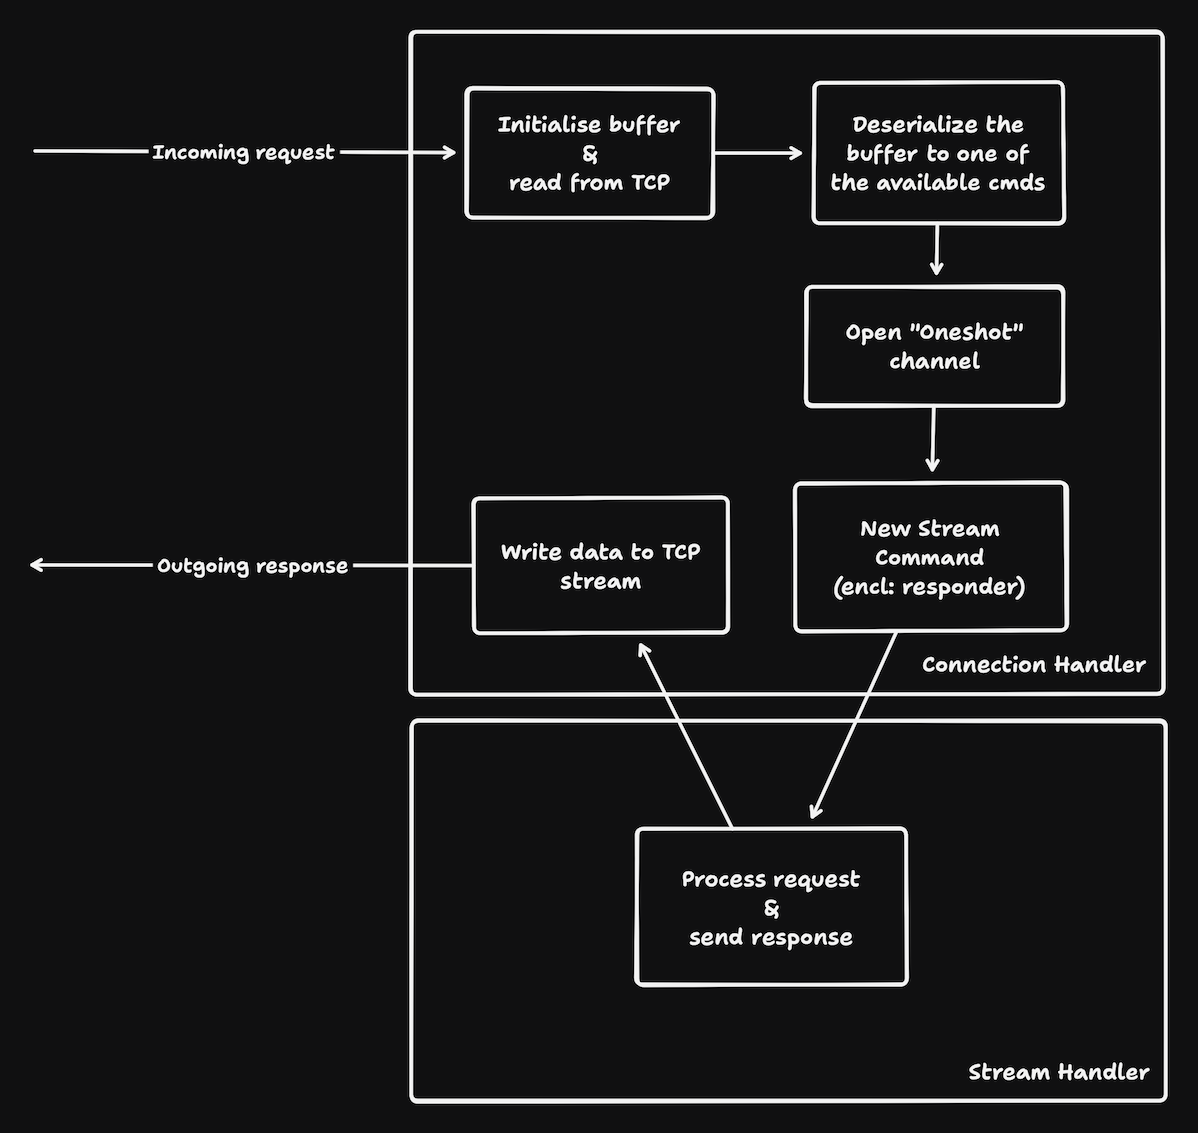 Incoming request
Initialise buffer
&
read from TCP
Deserialize the
buffer to one of
the available cmds
Open "Oneshot"
channel
New Stream
Command
(encl: responder)
Write data to TCP
stream
Outgoing response
Connection Handler
Process request
&
send response
Stream Handler